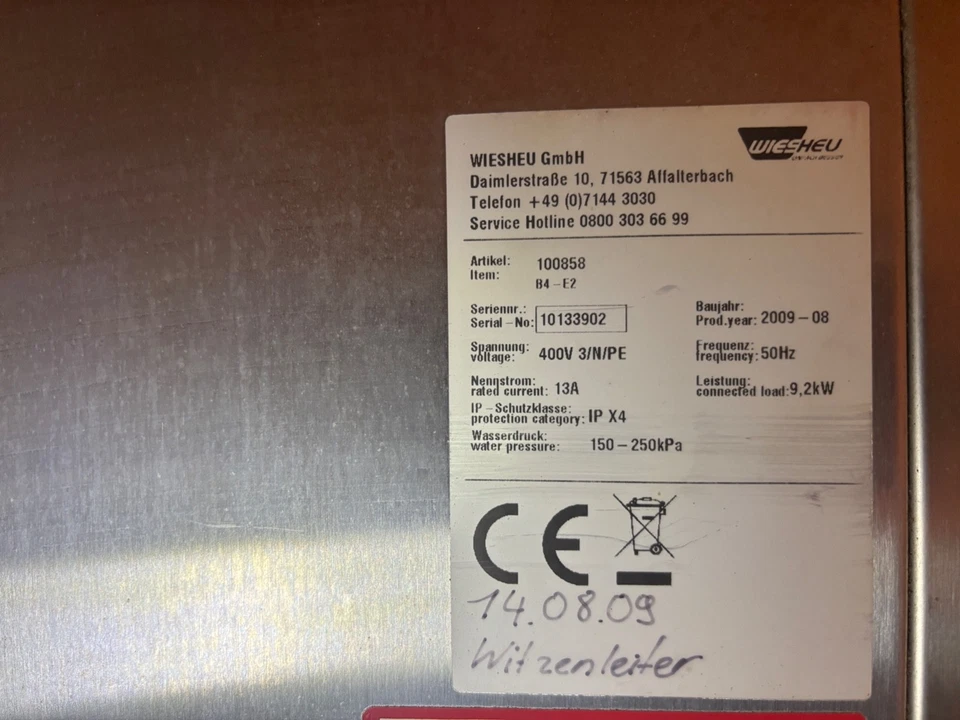 WIESHEU GmbH
Daimlerstraße 10, 71563 Affalterbach
Telefon +49 (0)7144 3030
Service Hotline 0800 303 66 99
WIESHEU
Artikel: 100858
Item: B4-E2
Seriennr.:
Serial-No: 10133902
Baujahr:
Prod.year: 2009-08
Spannung:
voltage: 400V 3/N/PE
Frequenz:
frequency: 50Hz
Nennstrom:
rated current: 13A
Leistung:
connected load: 9,2kW
IP-Schutzklasse:
protection category: IP X4
Wasserdruck:
water pressure: 150-250kPa
CE
14.08.09
Witzenleiter